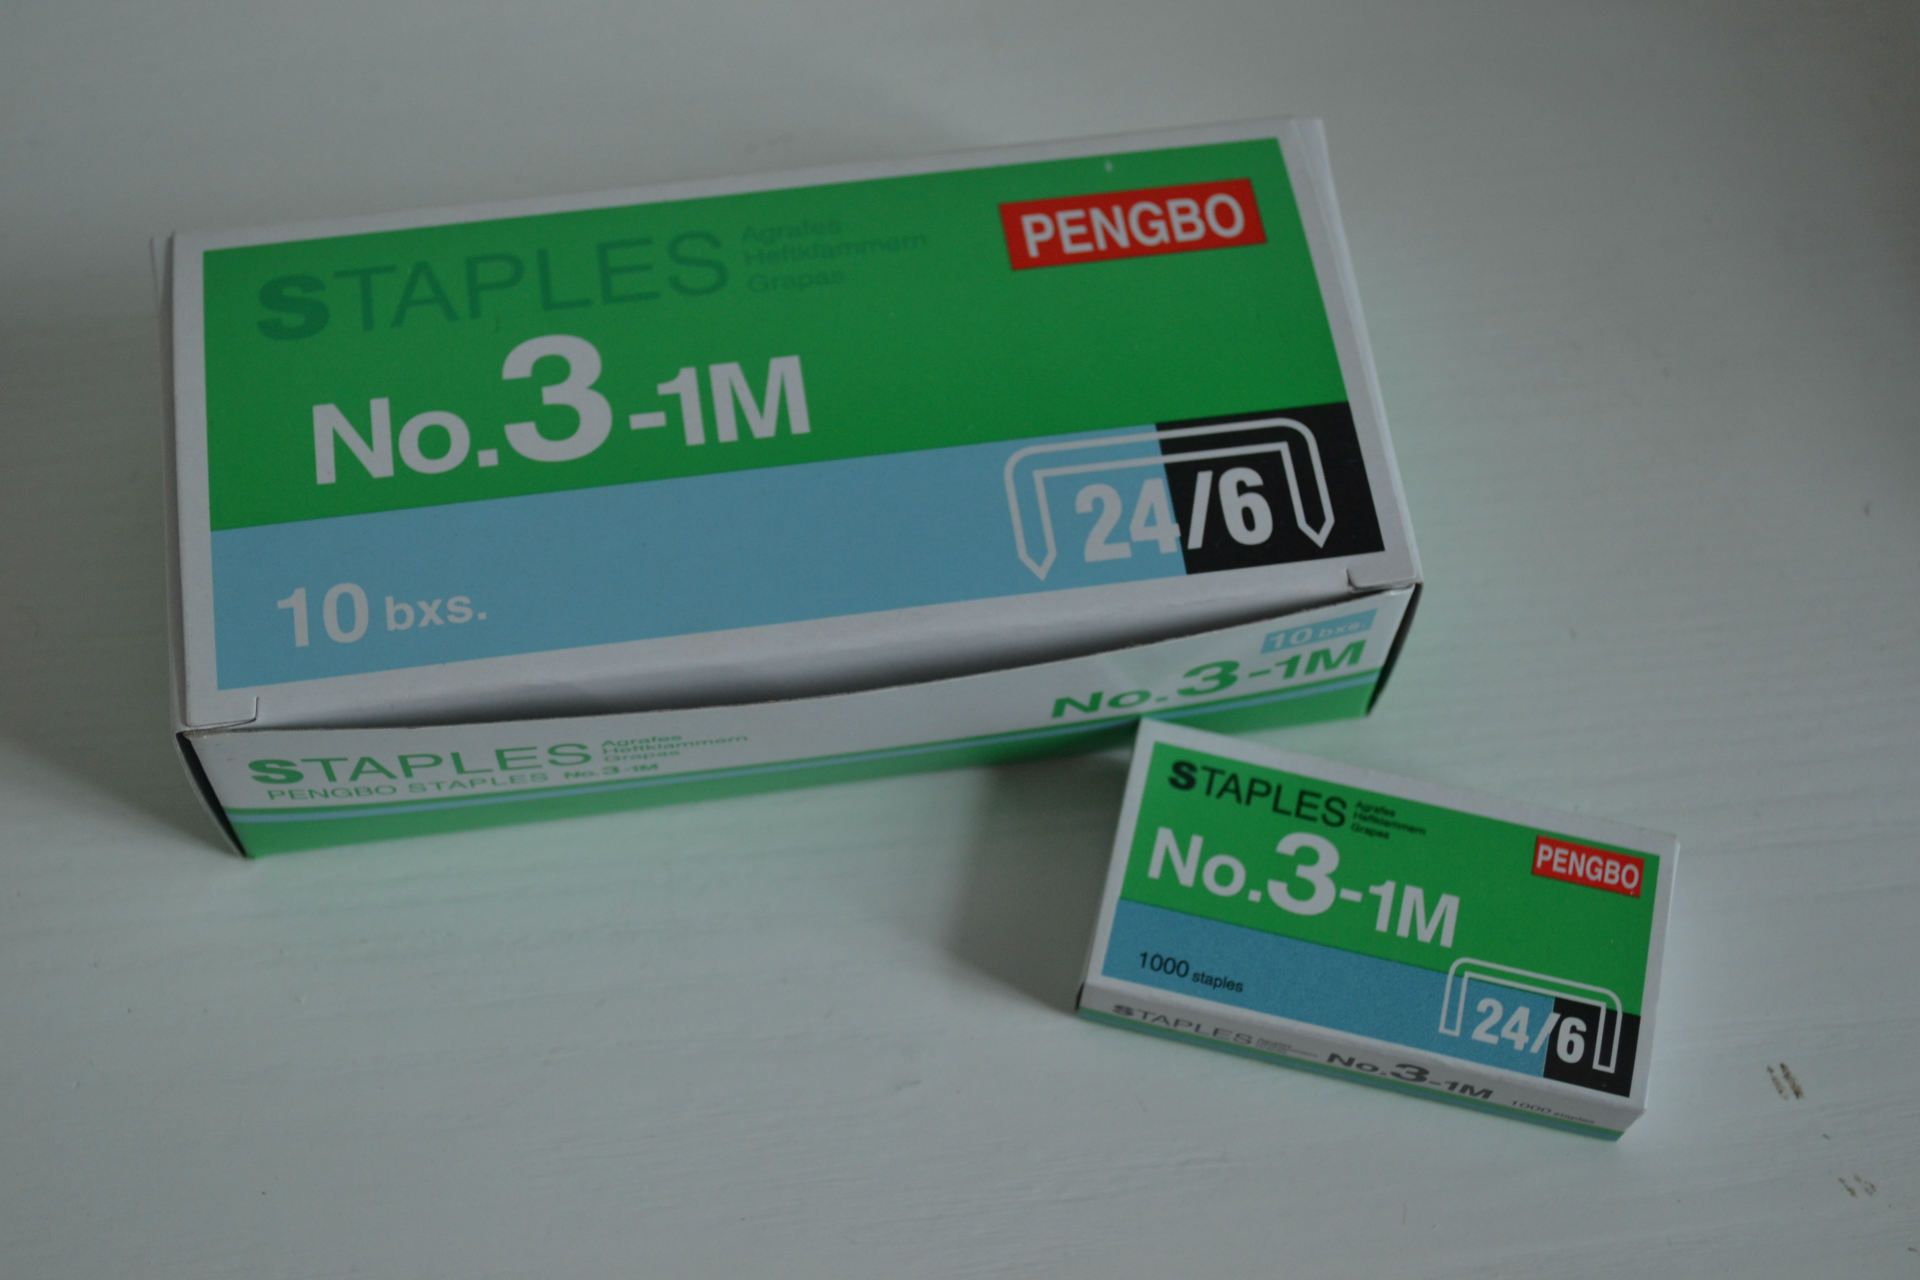 STAPLES
Agrafes
Heftklammern
Grapas
PENGBO
No.3-1M
24/6
10 bxs.
10 bxs.
No.3-1M
STAPLES
Agrafes
Heftklammern
Grapas
PENGBO STAPLES No.3-1M
STAPLES
Agrafes
Heftklammern
Grapas
PENGBO
No.3-1M
1000 staples
24/6
STAPLES
No.3-1M
1000 staples